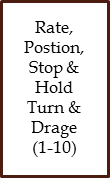 Rate,
Postion,
Stop &
Hold
Turn &
Drage
(1-10)